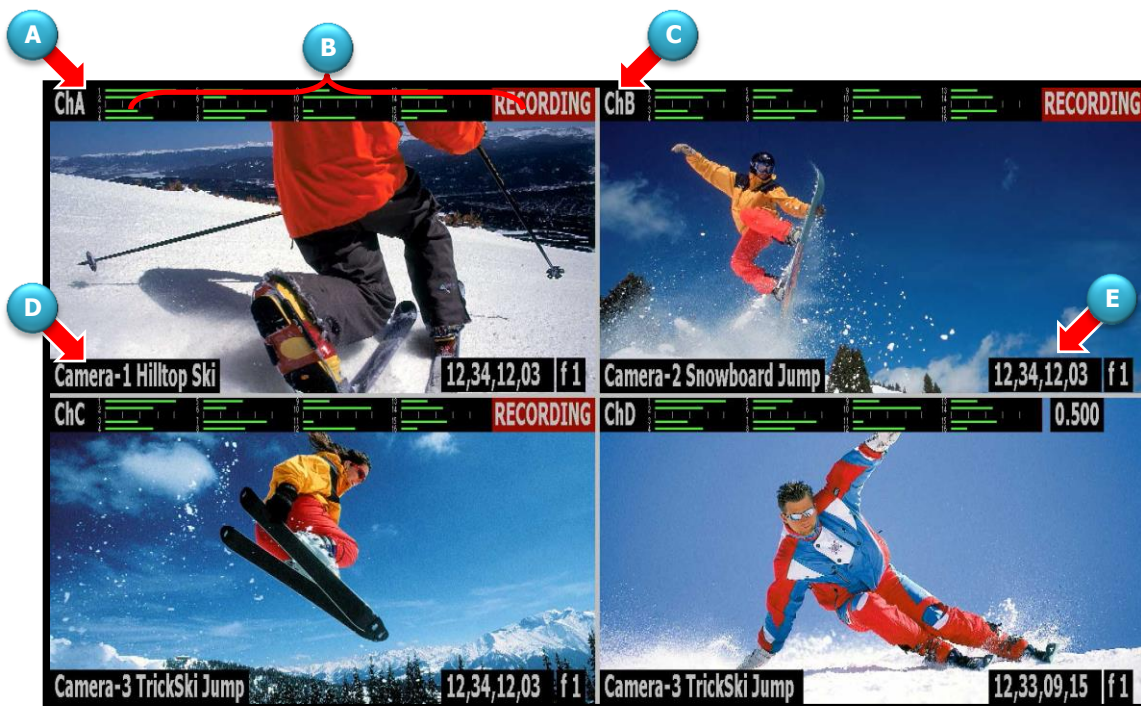 A
B
C
ChA
RECORDING
ChB
RECORDING
D
E
Camera-1 Hilltop Ski
12,34,12,03 f 1
Camera-2 Snowboard Jump
12,34,12,03 f 1
ChC
RECORDING
ChD
0.500
Camera-3 TrickSki Jump
12,34,12,03 f 1
Camera-3 TrickSki Jump
12,33,09,15 f 1